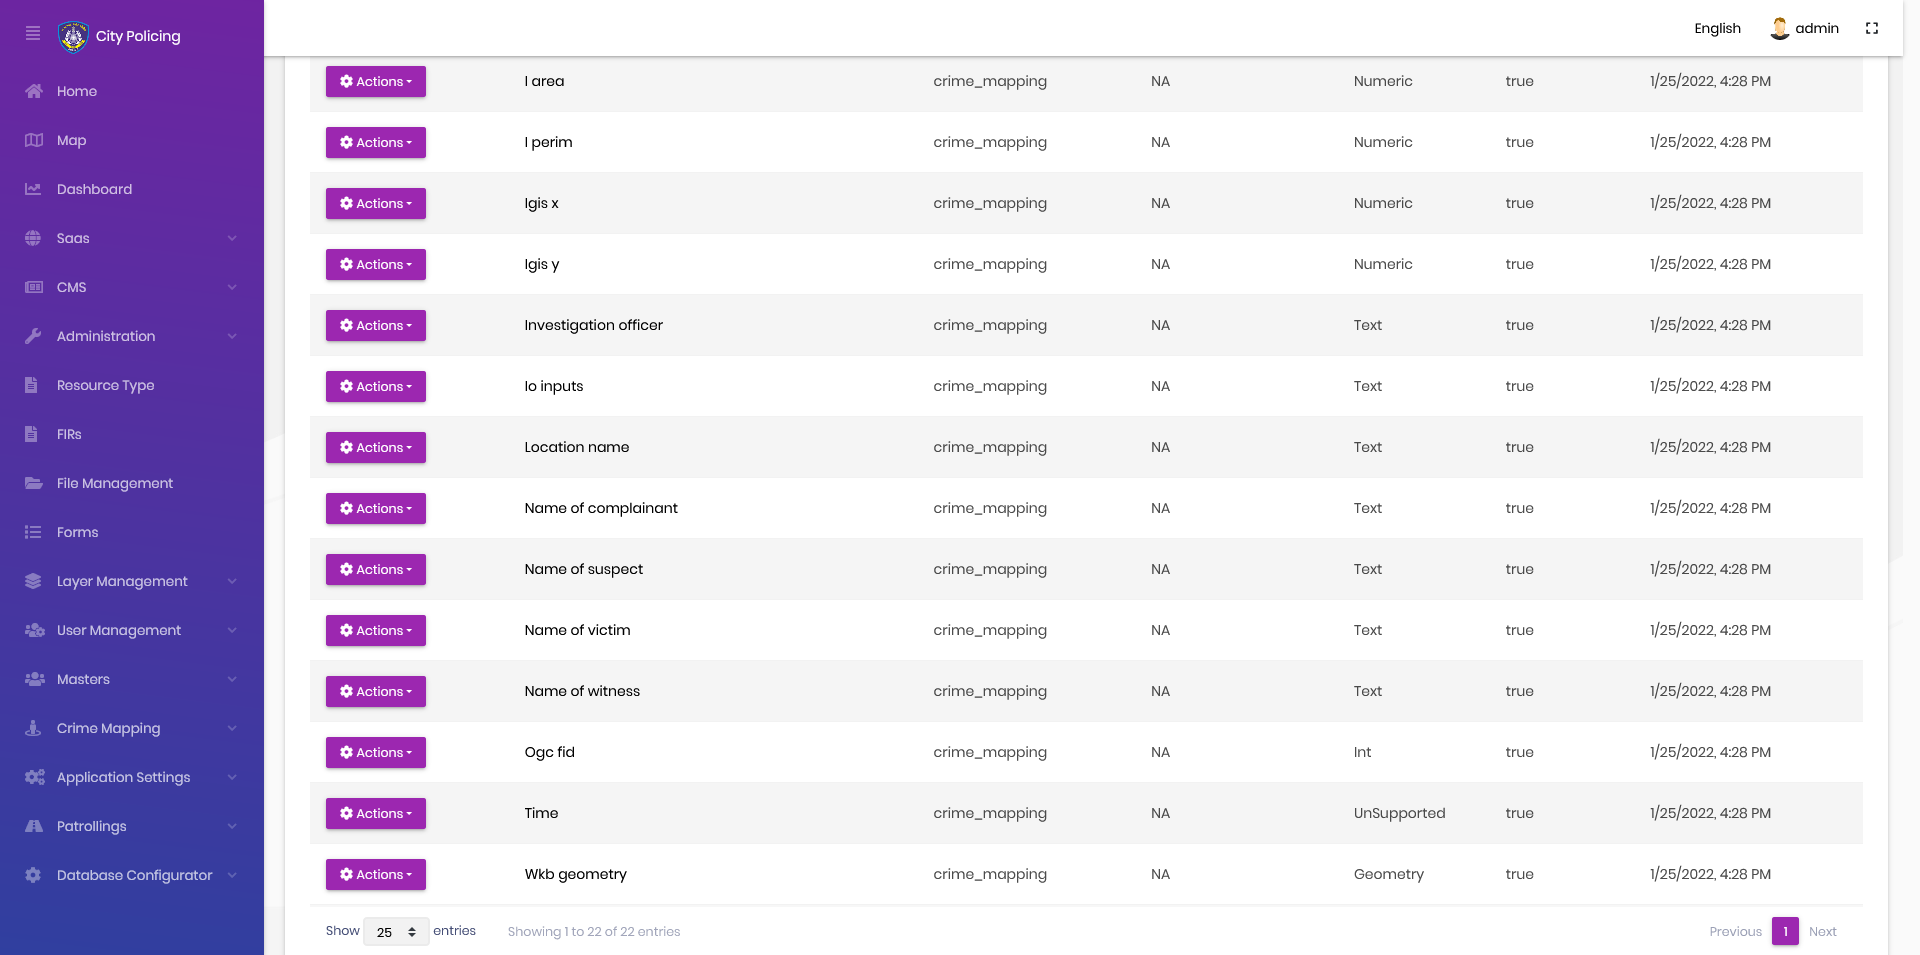 City Policing
English
admin
Home
Map
Dashboard
Saas
CMS
Administration
Resource Type
FIRs
File Management
Forms
Layer Management
User Management
Masters
Crime Mapping
Application Settings
Patrollings
Database Configurator
Actions I area crime_mapping NA Numeric true 1/25/2022, 4:28 PM
Actions I perim crime_mapping NA Numeric true 1/25/2022, 4:28 PM
Actions Igis x crime_mapping NA Numeric true 1/25/2022, 4:28 PM
Actions Igis y crime_mapping NA Numeric true 1/25/2022, 4:28 PM
Actions Investigation officer crime_mapping NA Text true 1/25/2022, 4:28 PM
Actions Io inputs crime_mapping NA Text true 1/25/2022, 4:28 PM
Actions Location name crime_mapping NA Text true 1/25/2022, 4:28 PM
Actions Name of complainant crime_mapping NA Text true 1/25/2022, 4:28 PM
Actions Name of suspect crime_mapping NA Text true 1/25/2022, 4:28 PM
Actions Name of victim crime_mapping NA Text true 1/25/2022, 4:28 PM
Actions Name of witness crime_mapping NA Text true 1/25/2022, 4:28 PM
Actions Ogc fid crime_mapping NA Int true 1/25/2022, 4:28 PM
Actions Time crime_mapping NA UnSupported true 1/25/2022, 4:28 PM
Actions Wkb geometry crime_mapping NA Geometry true 1/25/2022, 4:28 PM
Show 25 entries Showing 1 to 22 of 22 entries Previous 1 Next